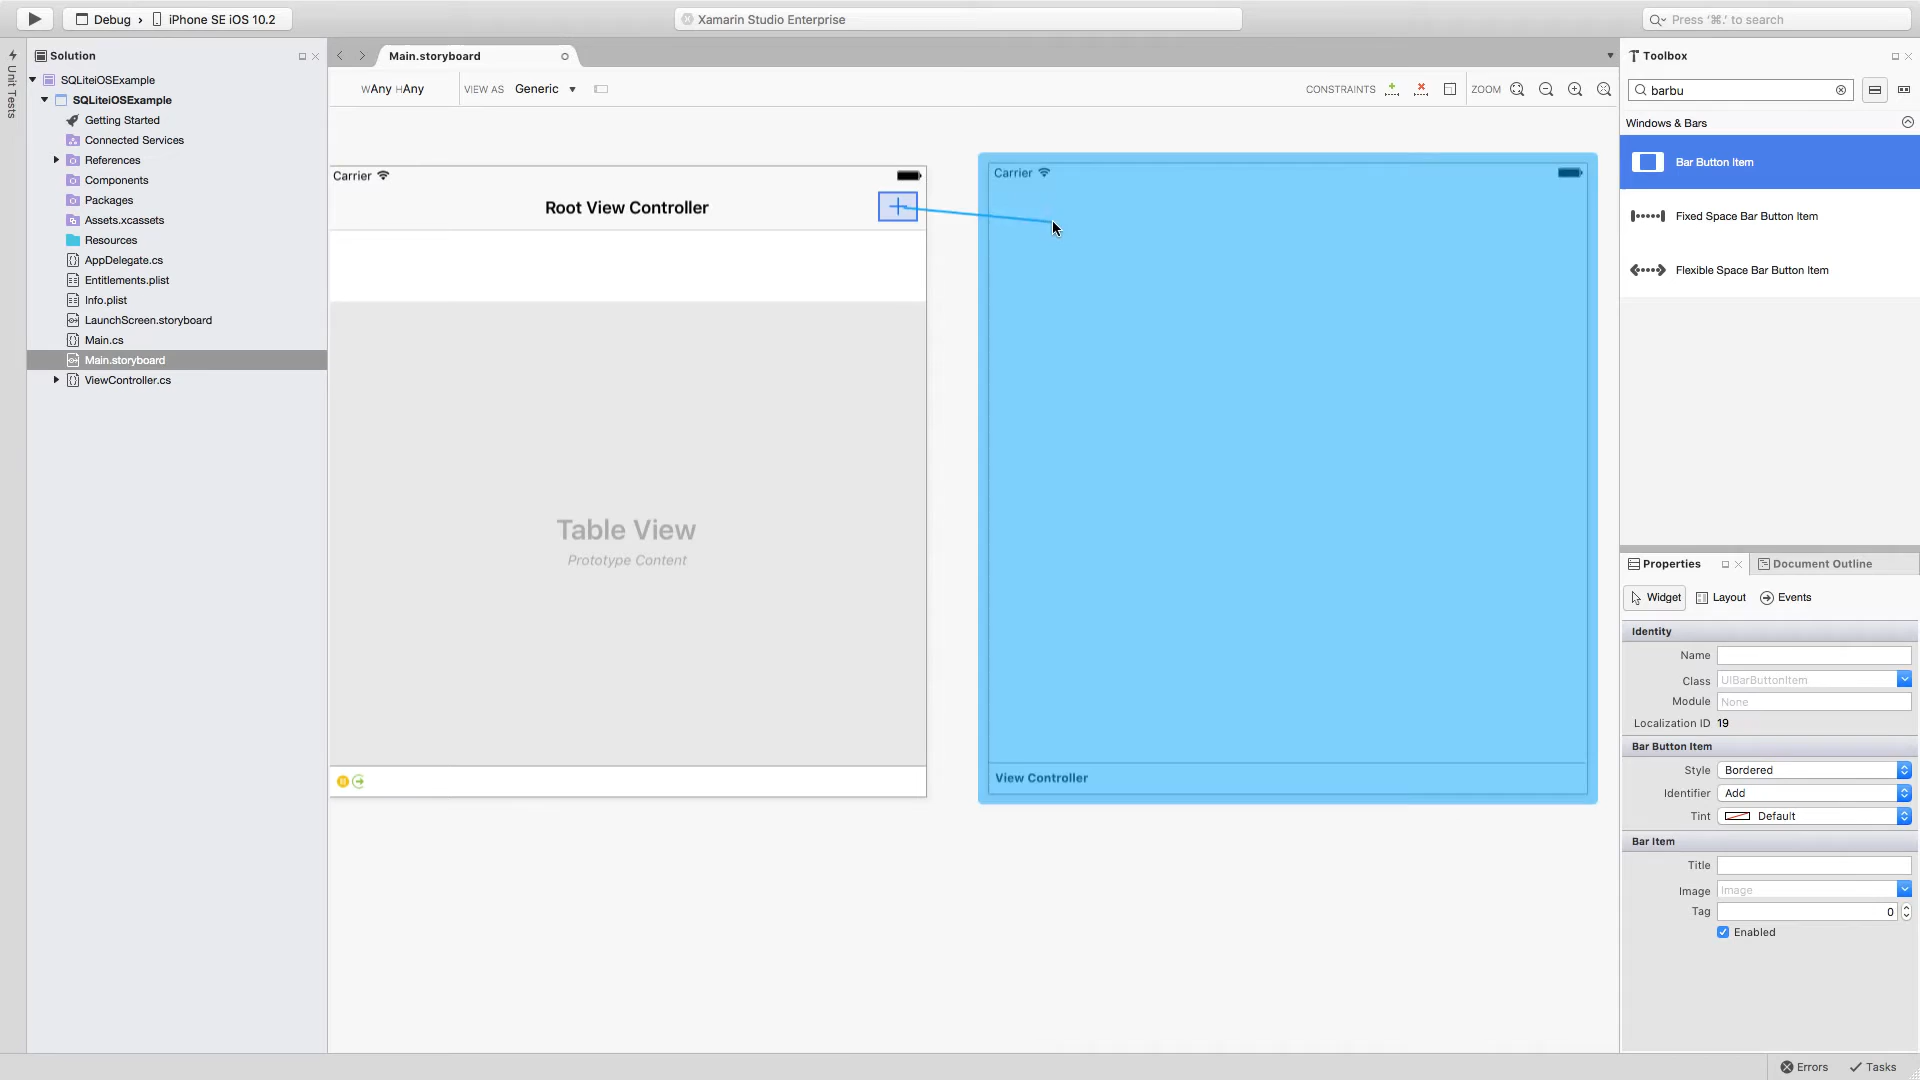 Debug
iPhone SE iOS 10.2
Xamarin Studio Enterprise
Press '⌘.' to search
Unit Tests
Solution
SQLiteiOSExample
SQLiteiOSExample
Getting Started
Connected Services
References
Components
Packages
Assets.xcassets
Resources
AppDelegate.cs
Entitlements.plist
Info.plist
LaunchScreen.storyboard
Main.cs
Main.storyboard
ViewController.cs
Main.storyboard
wAny hAny
VIEW AS Generic
CONSTRAINTS
ZOOM
Carrier
Root View Controller
Table View
Prototype Content
Carrier
View Controller
Toolbox
barbu
Windows & Bars
Bar Button Item
Fixed Space Bar Button Item
Flexible Space Bar Button Item
Properties
Document Outline
Widget
Layout
Events
Identity
Name
Class UIBarButtonItem
Module None
Localization ID 19
Bar Button Item
Style Bordered
Identifier Add
Tint Default
Bar Item
Title
Image Image
Tag 0
Enabled
Errors
Tasks